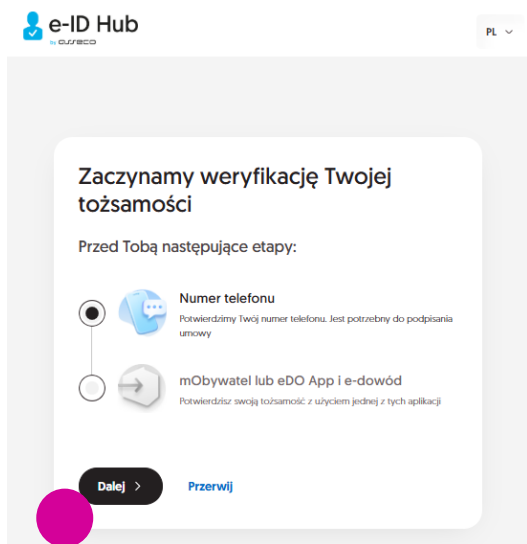 e-ID Hub
by asseco
PL
Zaczynamy weryfikację Twojej
tożsamości
Przed Tobą następujące etapy:
Numer telefonu
Potwierdzimy Twój numer telefonu. Jest potrzebny do podpisania
umowy
mObywatel lub eDO App i e-dowód
Potwierdzisz swoją tożsamość z użyciem jednej z tych aplikacji
Dalej >
Przerwij